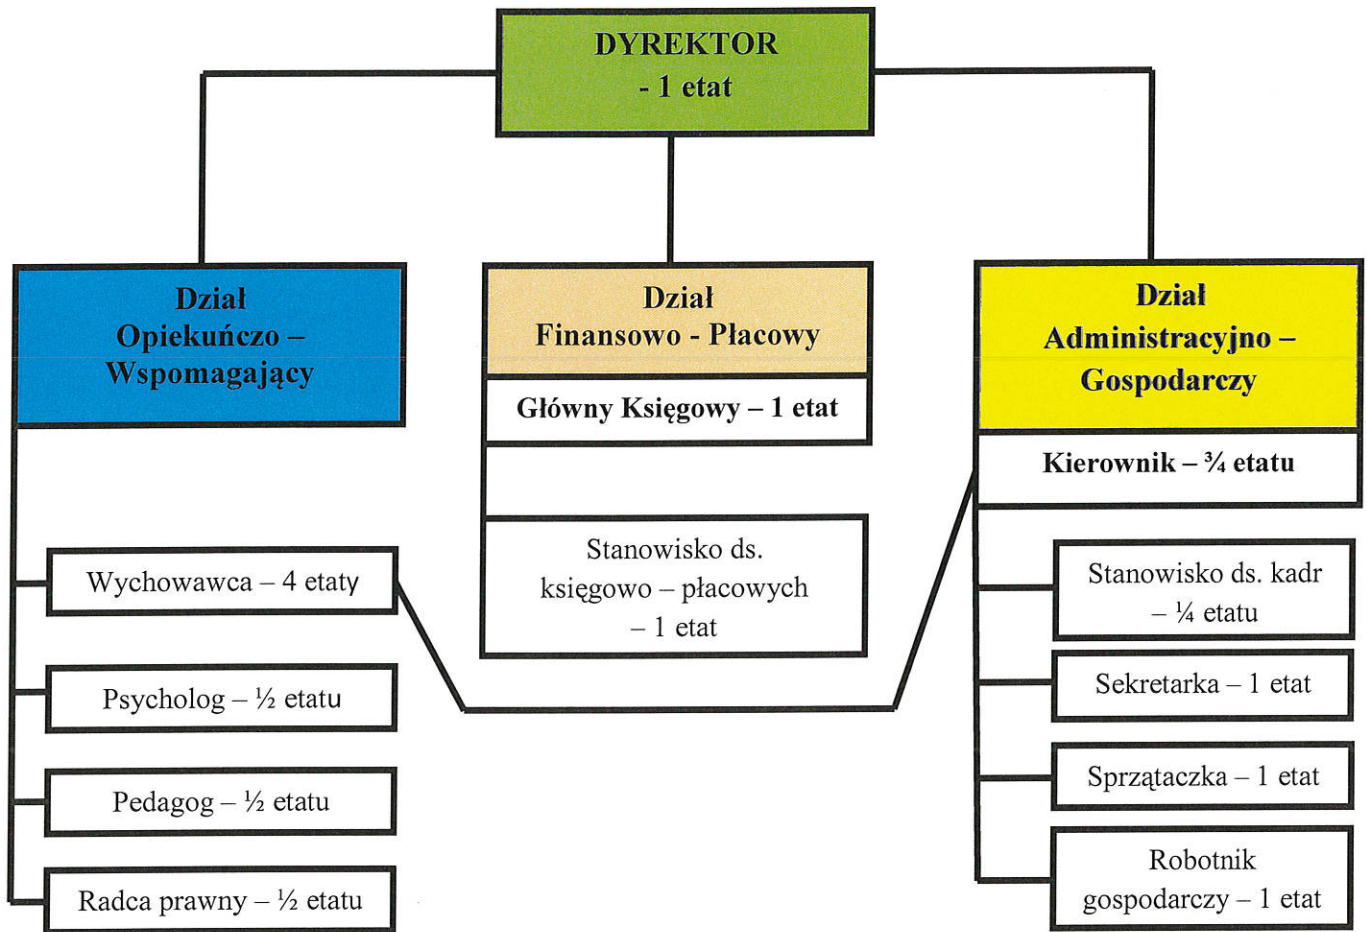 DYREKTOR
- 1 etat
Dział
Opiekuńczo –
Wspomagający
Wychowawca – 4 etaty
Psycholog – ½ etatu
Pedagog – ½ etatu
Radca prawny – ½ etatu
Dział
Finansowo - Płacowy
Główny Księgowy – 1 etat
Stanowisko ds.
księgowo – płacowych
– 1 etat
Dział
Administracyjno –
Gospodarczy
Kierownik – ¾ etatu
Stanowisko ds. kadr
– ¼ etatu
Sekretarka – 1 etat
Sprzątaczka – 1 etat
Robotnik
gospodarczy – 1 etat